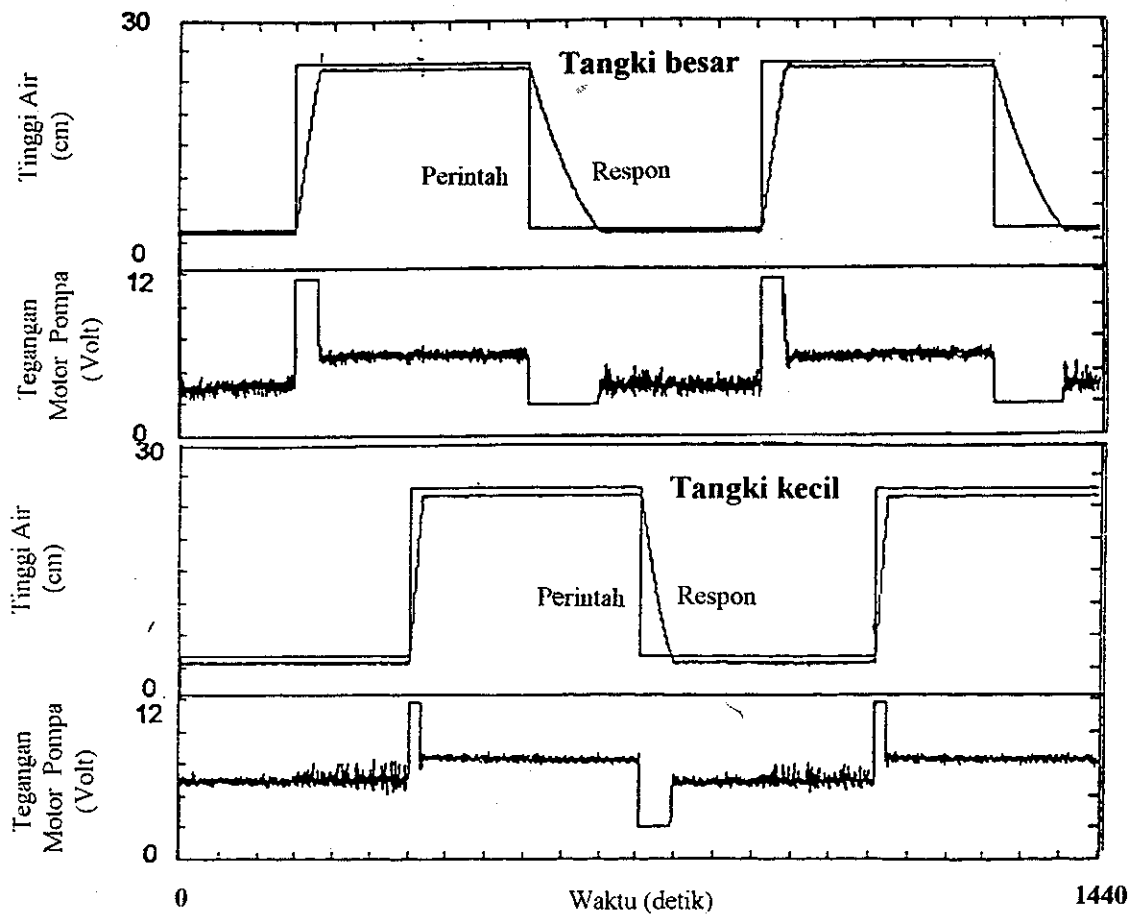 30
Tangki besar
Tinggi Air
(cm)
Perintah
Respon
0
12
Tegangan
Motor Pompa
(Volt)
0
30
Tangki kecil
Tinggi Air
(cm)
Perintah
Respon
0
12
Tegangan
Motor Pompa
(Volt)
0
0
Waktu (detik)
1440